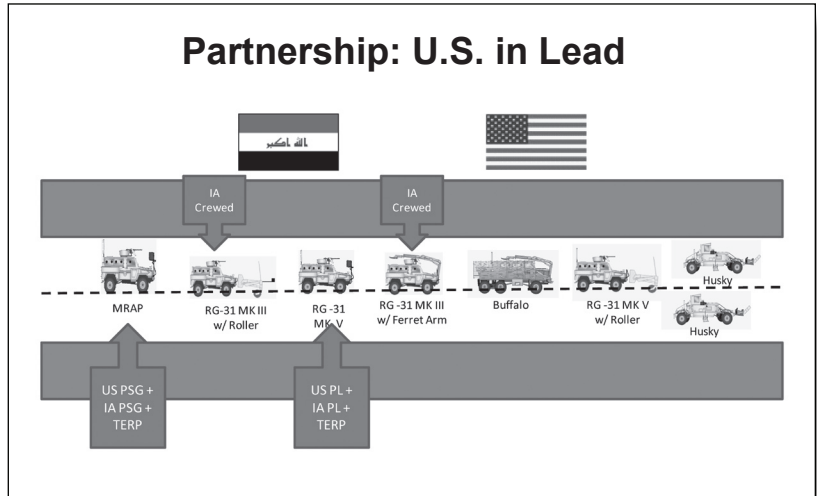 Partnership: U.S. in Lead
الله اكبر
IA
Crewed
IA
Crewed
MRAP
RG-31 MK III
w/ Roller
RG -31
MK V
RG -31 MK III
w/ Ferret Arm
Buffalo
RG -31 MK V
w/ Roller
Husky
Husky
US PSG +
IA PSG +
TERP
US PL +
IA PL +
TERP